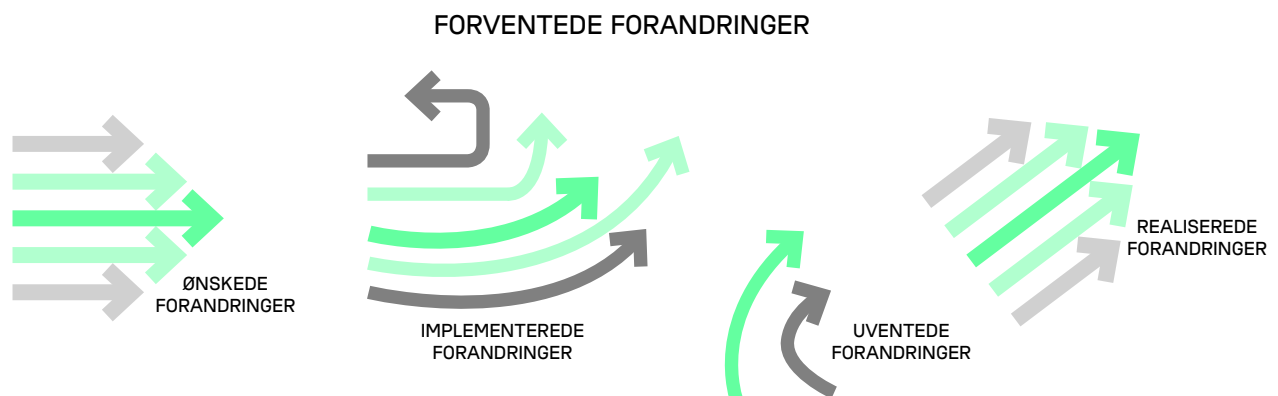 FORVENTEDE FORANDRINGER
ØNSKEDE
FORANDRINGER
IMPLEMENTEREDE
FORANDRINGER
UVENTEDE
FORANDRINGER
REALISEREDE
FORANDRINGER